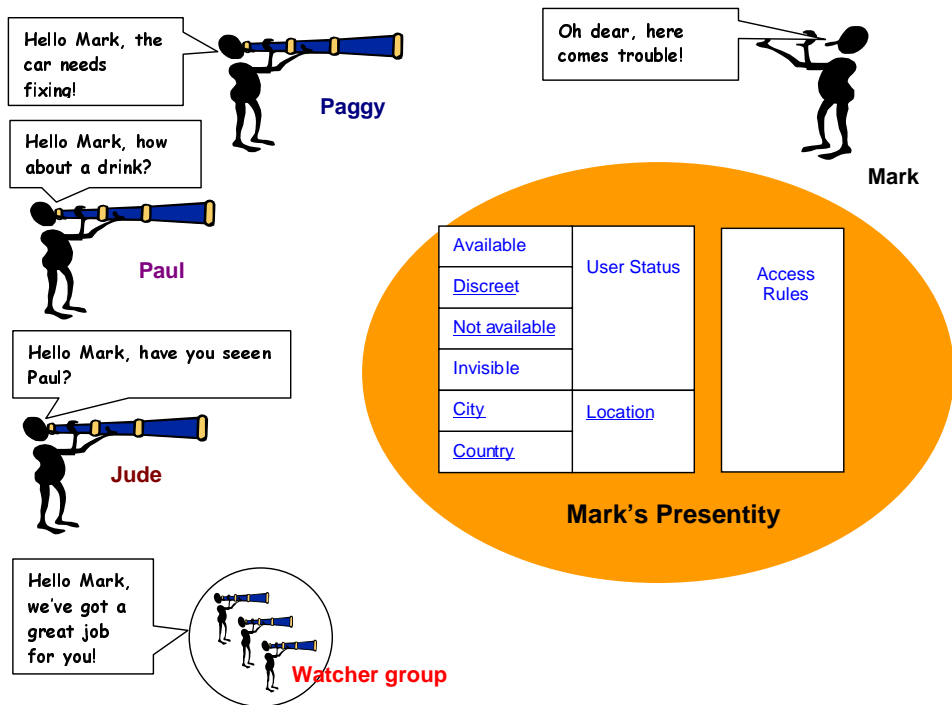 Hello Mark, the
car needs
fixing!
Paggy
Oh dear, here
comes trouble!
Mark
Hello Mark, how
about a drink?
Paul
Hello Mark, have you seeen
Paul?
Jude
Hello Mark,
we've got a
great job
for you!
Watcher group
Available
Discreet
Not available
Invisible
City
Country
User Status
Location
Access
Rules
Mark's Presentity